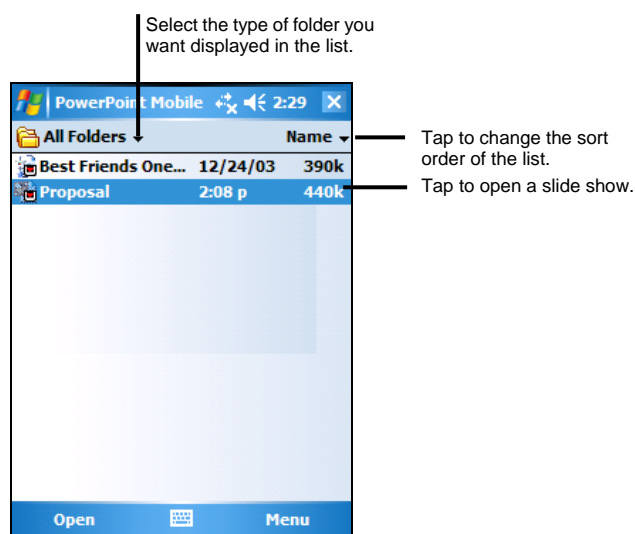 Select the type of folder you
want displayed in the list.
PowerPoint Mobile 2:29
All Folders Name
Tap to change the sort
order of the list.
Best Friends One... 12/24/03 390k
Proposal 2:08 p 440k
Tap to open a slide show.
Open Menu